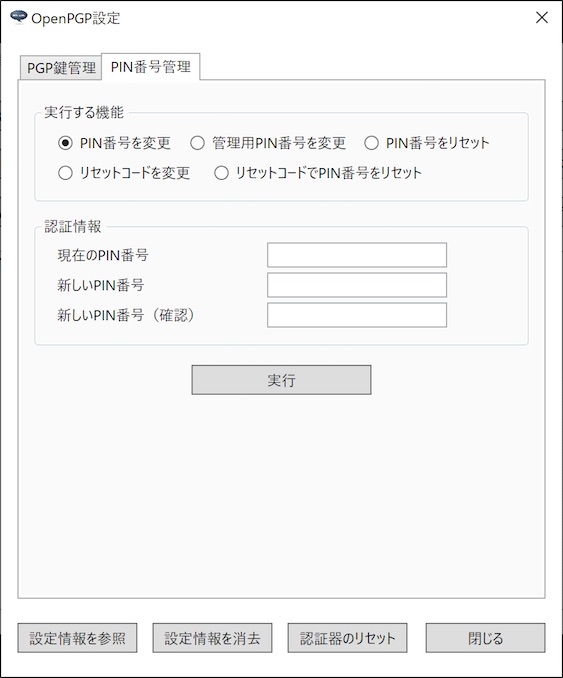 OpenPGP設定
PGP鍵管理 PIN番号管理
実行する機能
PIN番号を変更 管理用PIN番号を変更 PIN番号をリセット
リセットコードを変更 リセットコードでPIN番号をリセット
認証情報
現在のPIN番号
新しいPIN番号
新しいPIN番号（確認）
実行
設定情報を参照 設定情報を消去 認証器のリセット 閉じる